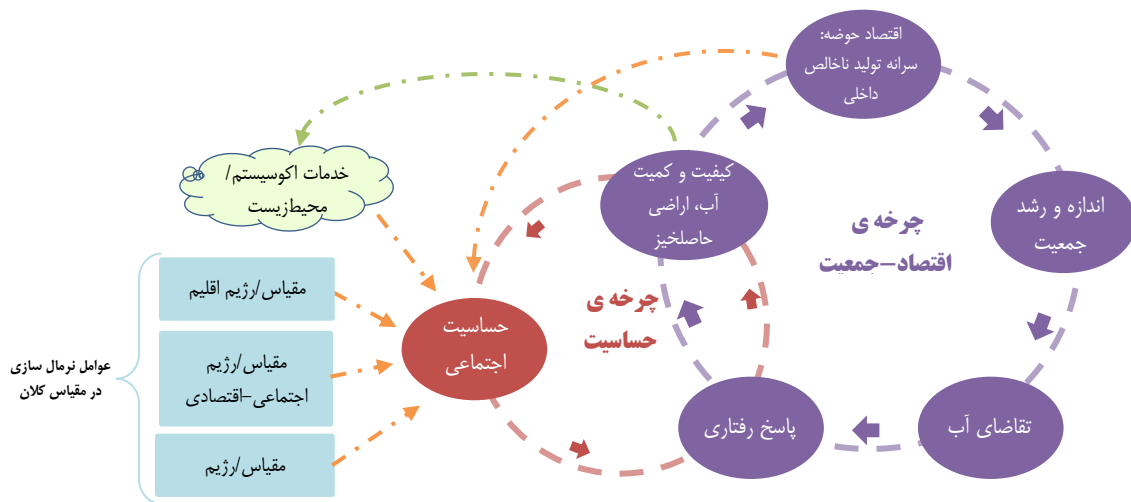 اقتصاد حوضه:
سرانه تولید ناخالص
داخلی
کیفیت و کمیت
آب، اراضی
حاصلخیز
خدمات اکوسیستم/
محیط‌زیست
اندازه و رشد
جمعیت
چرخه ی
اقتصاد-جمعیت
مقیاس/رژیم اقلیم
چرخه ی
حساسیت
حساسیت
اجتماعی
عوامل نرمال سازی
در مقیاس کلان
مقیاس/رژیم
اجتماعی-اقتصادی
تقاضای آب
پاسخ رفتاری
مقیاس/رژیم